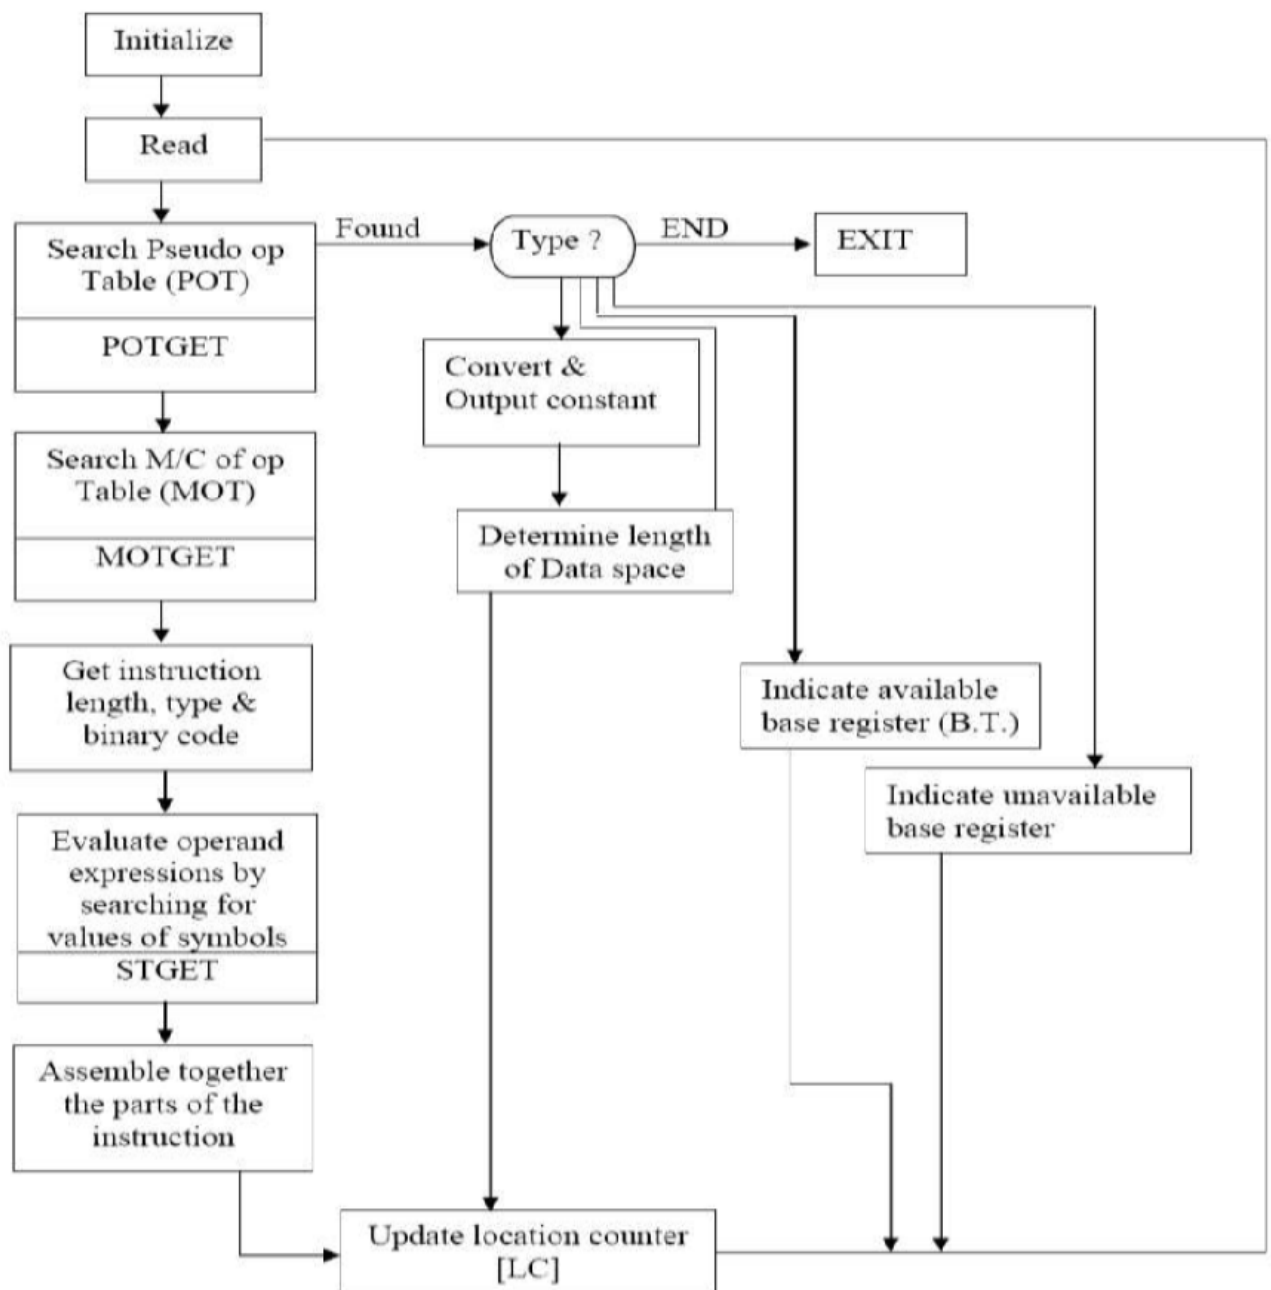 Initialize
Read
Search Pseudo op
Table (POT)
POTGET
Found
Type ?
END
EXIT
Convert &
Output constant
Determine length
of Data space
Search M/C of op
Table (MOT)
MOTGET
Get instruction
length, type &
binary code
Indicate available
base register (B.T.)
Indicate unavailable
base register
Evaluate operand
expressions by
searching for
values of symbols
STGET
Assemble together
the parts of the
instruction
Update location counter
[LC]